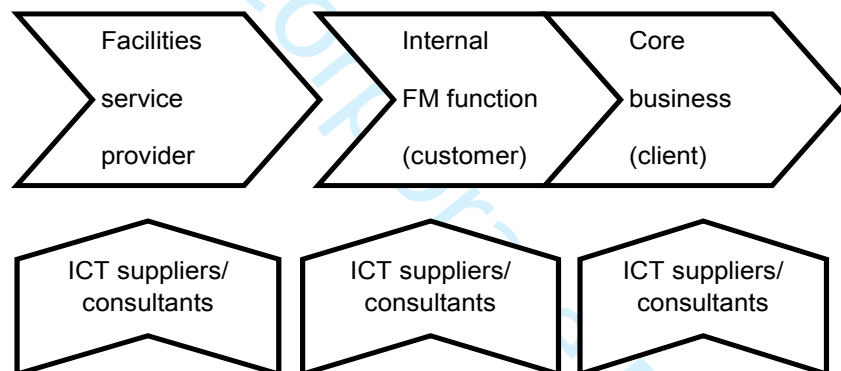 Facilities
service
provider
Internal
FM function
(customer)
Core
business
(client)
ICT suppliers/
consultants
ICT suppliers/
consultants
ICT suppliers/
consultants